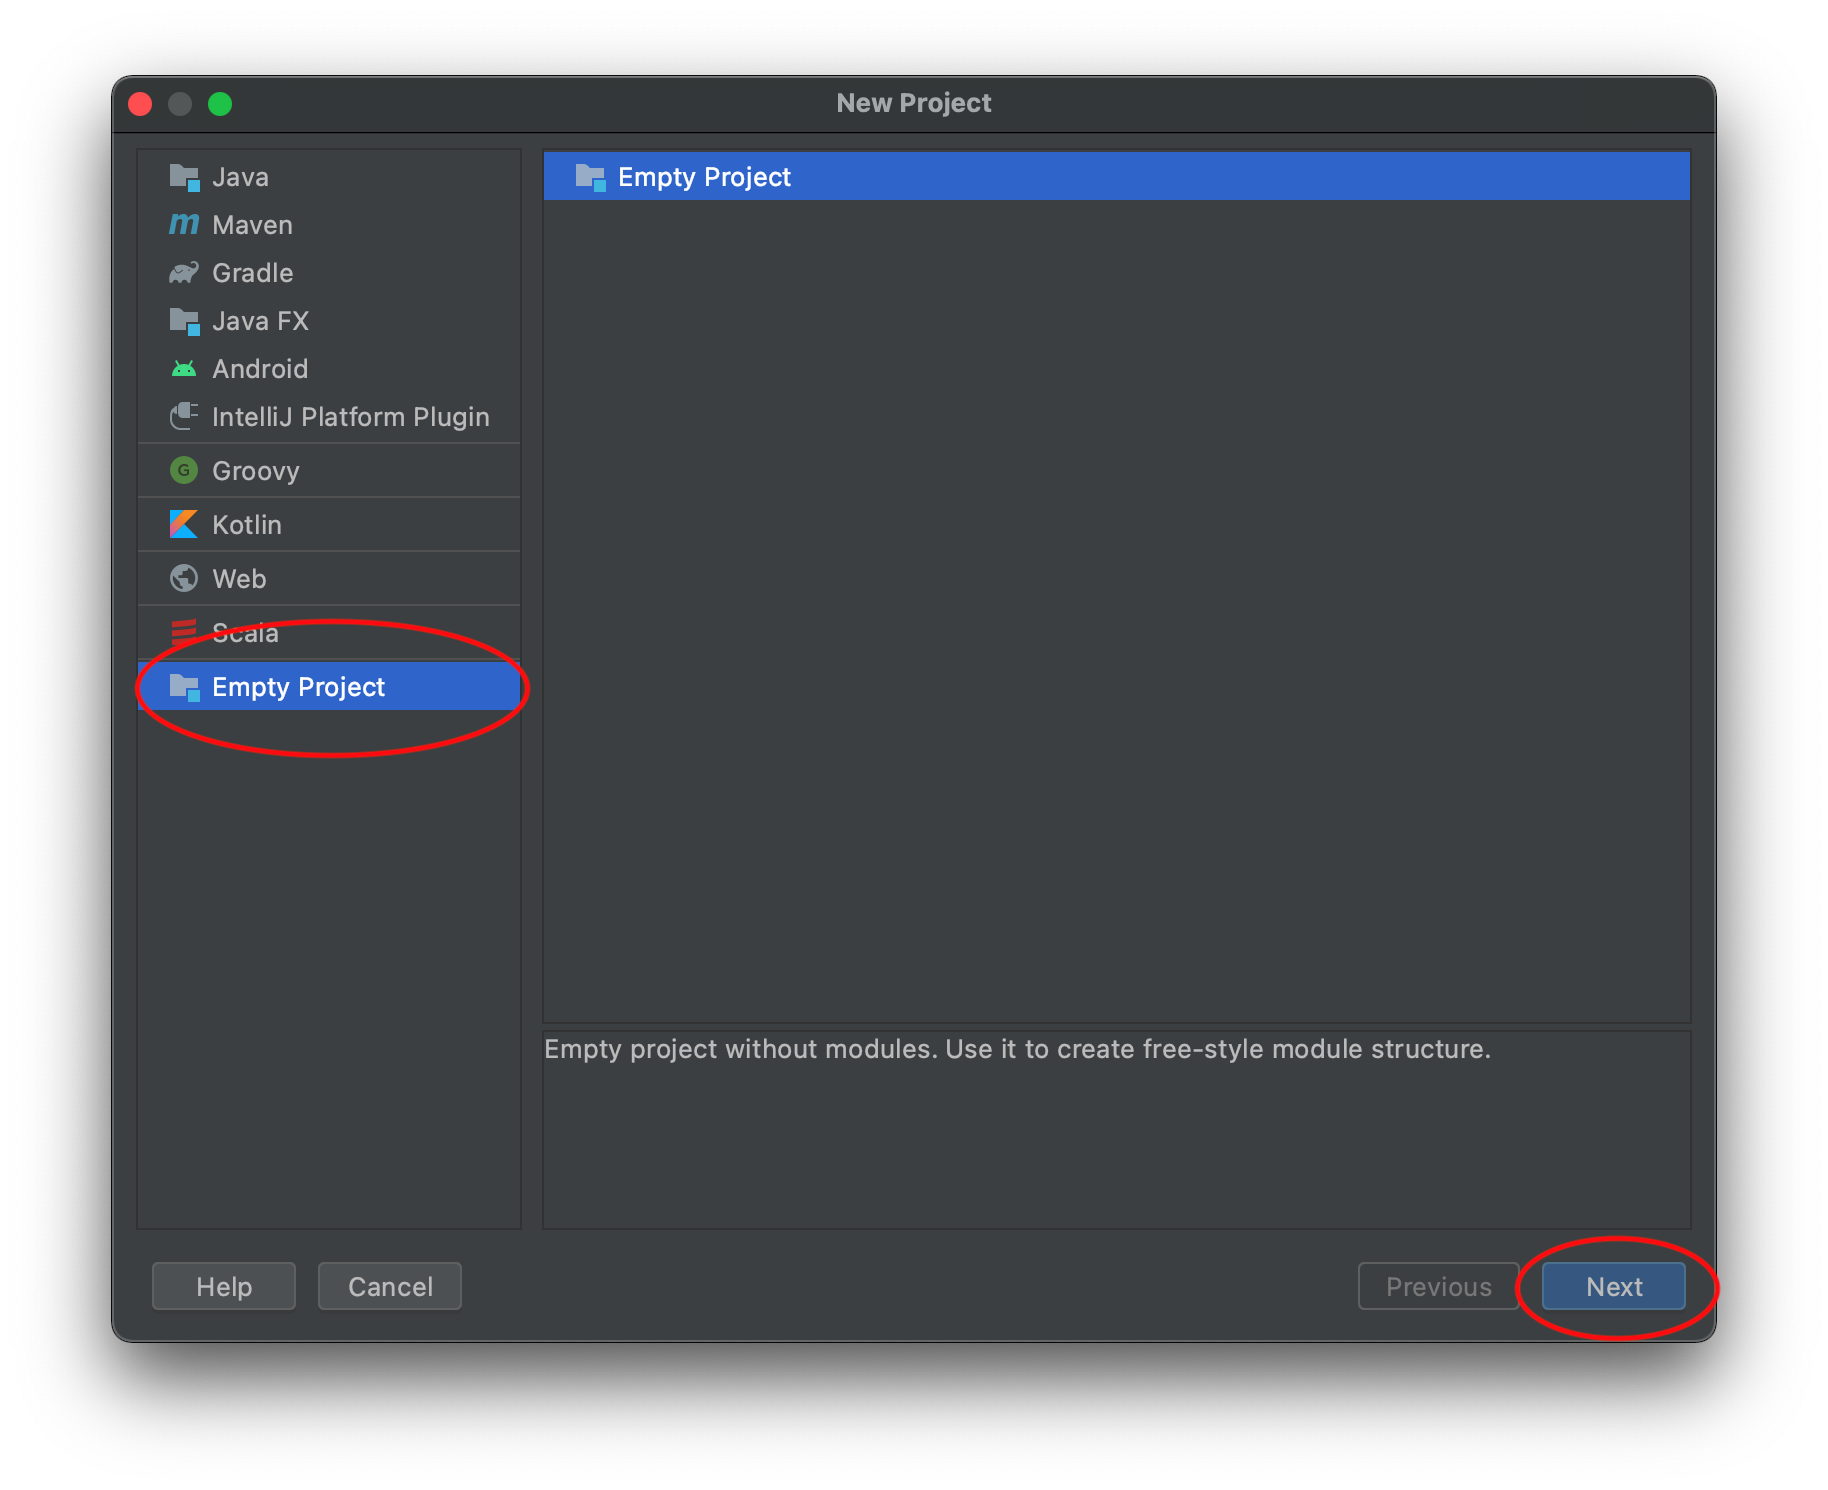 New Project
Java
m Maven
Gradle
Java FX
Android
IntelliJ Platform Plugin
G Groovy
Kotlin
Web
Scala
Empty Project
Empty Project
Empty project without modules. Use it to create free-style module structure.
Help
Cancel
Previous
Next